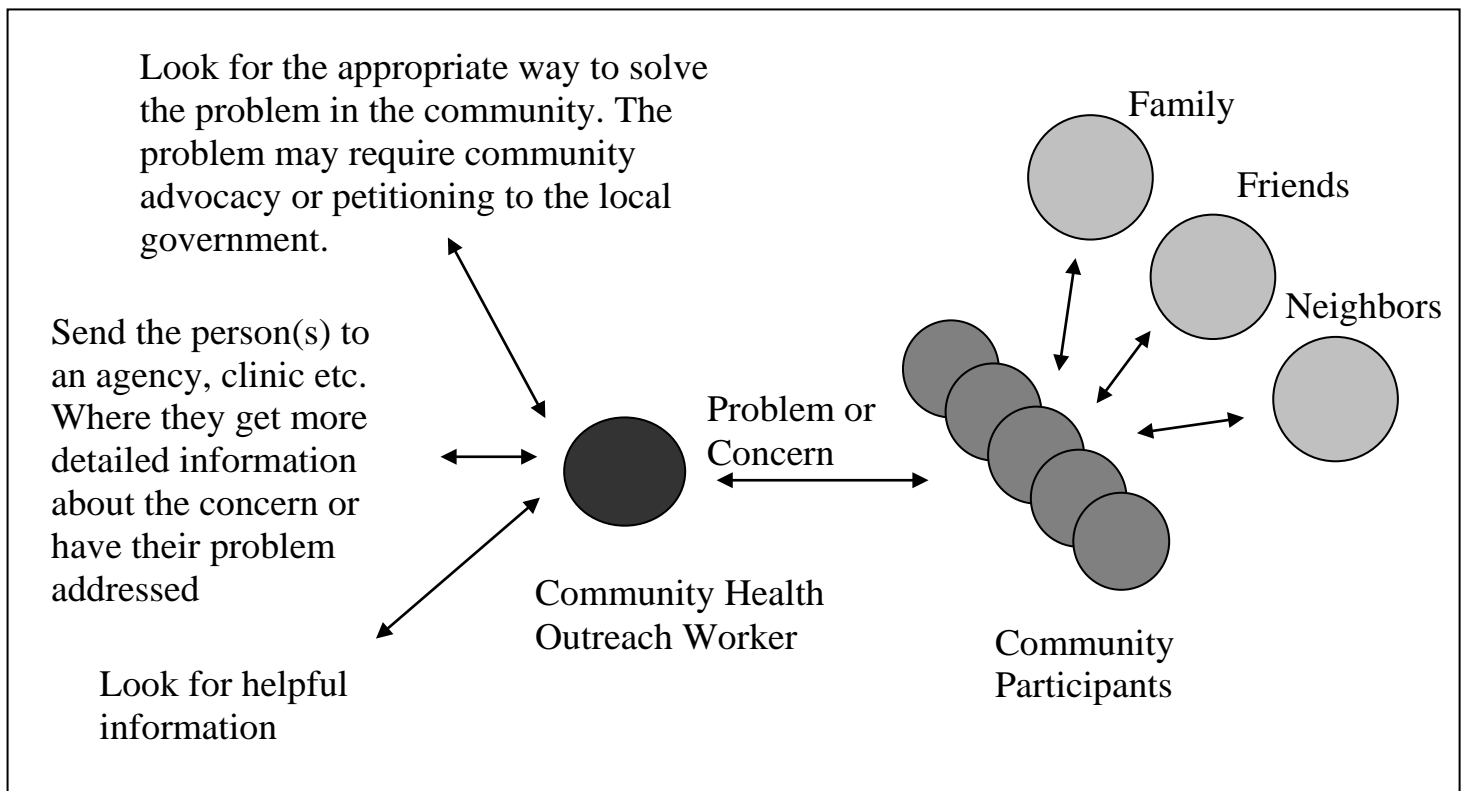 Look for the appropriate way to solve
the problem in the community. The
problem may require community
advocacy or petitioning to the local
government.
Send the person(s) to
an agency, clinic etc.
Where they get more
detailed information
about the concern or
have their problem
addressed
Look for helpful
information
Community Health
Outreach Worker
Problem or
Concern
Community
Participants
Family
Friends
Neighbors